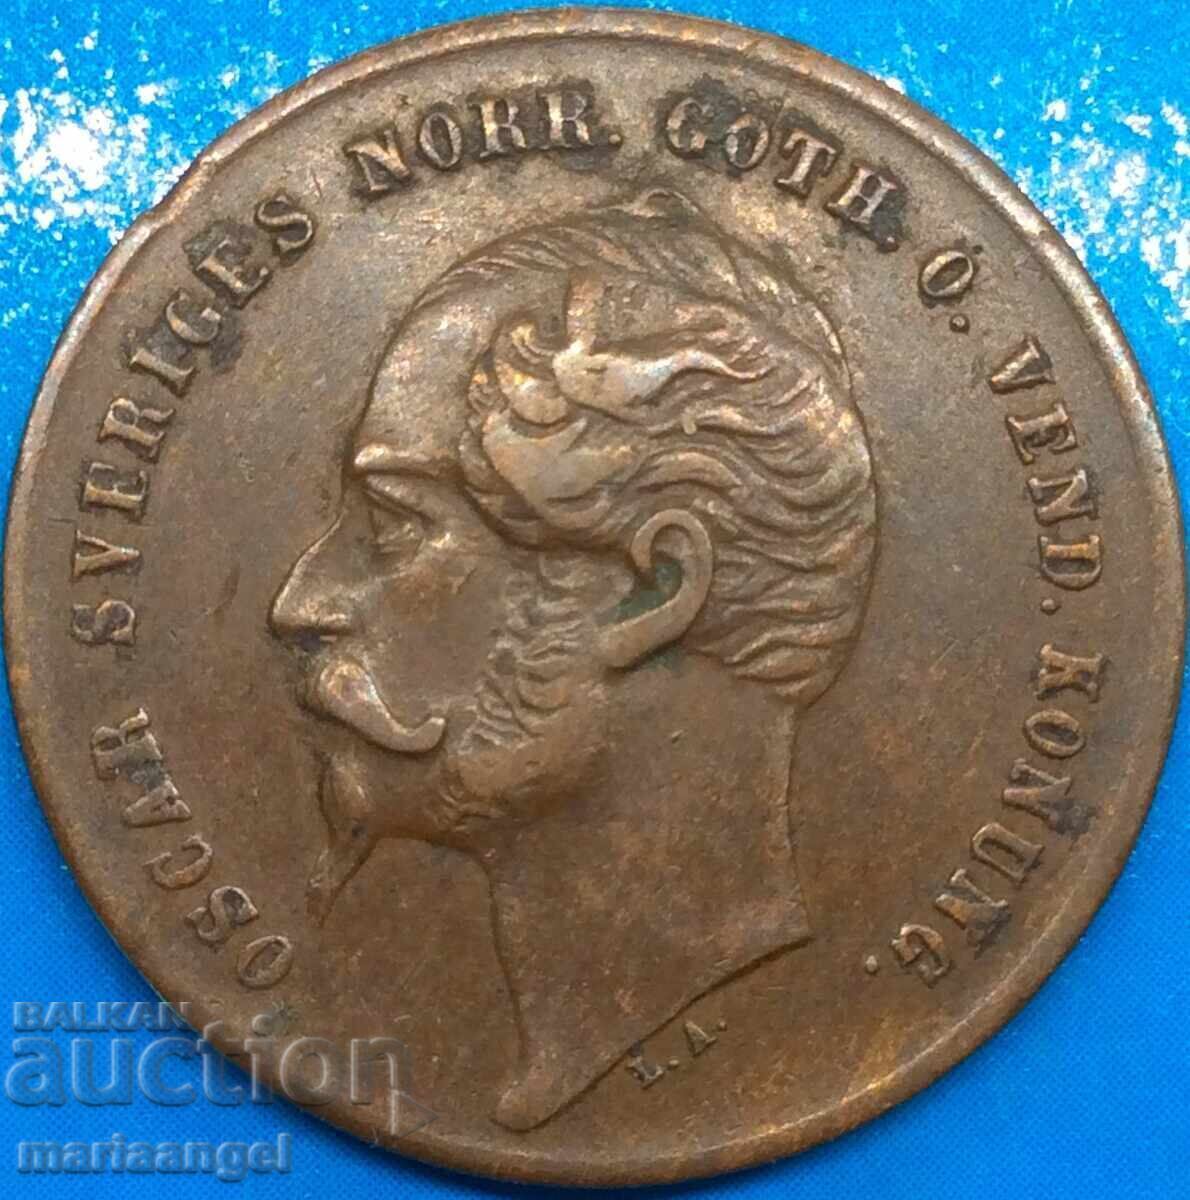 OSCAR SVERIGES NORR. GOTH. O. VEND. KONUNG.
L. A.
BALKAN
auction
mariaangel